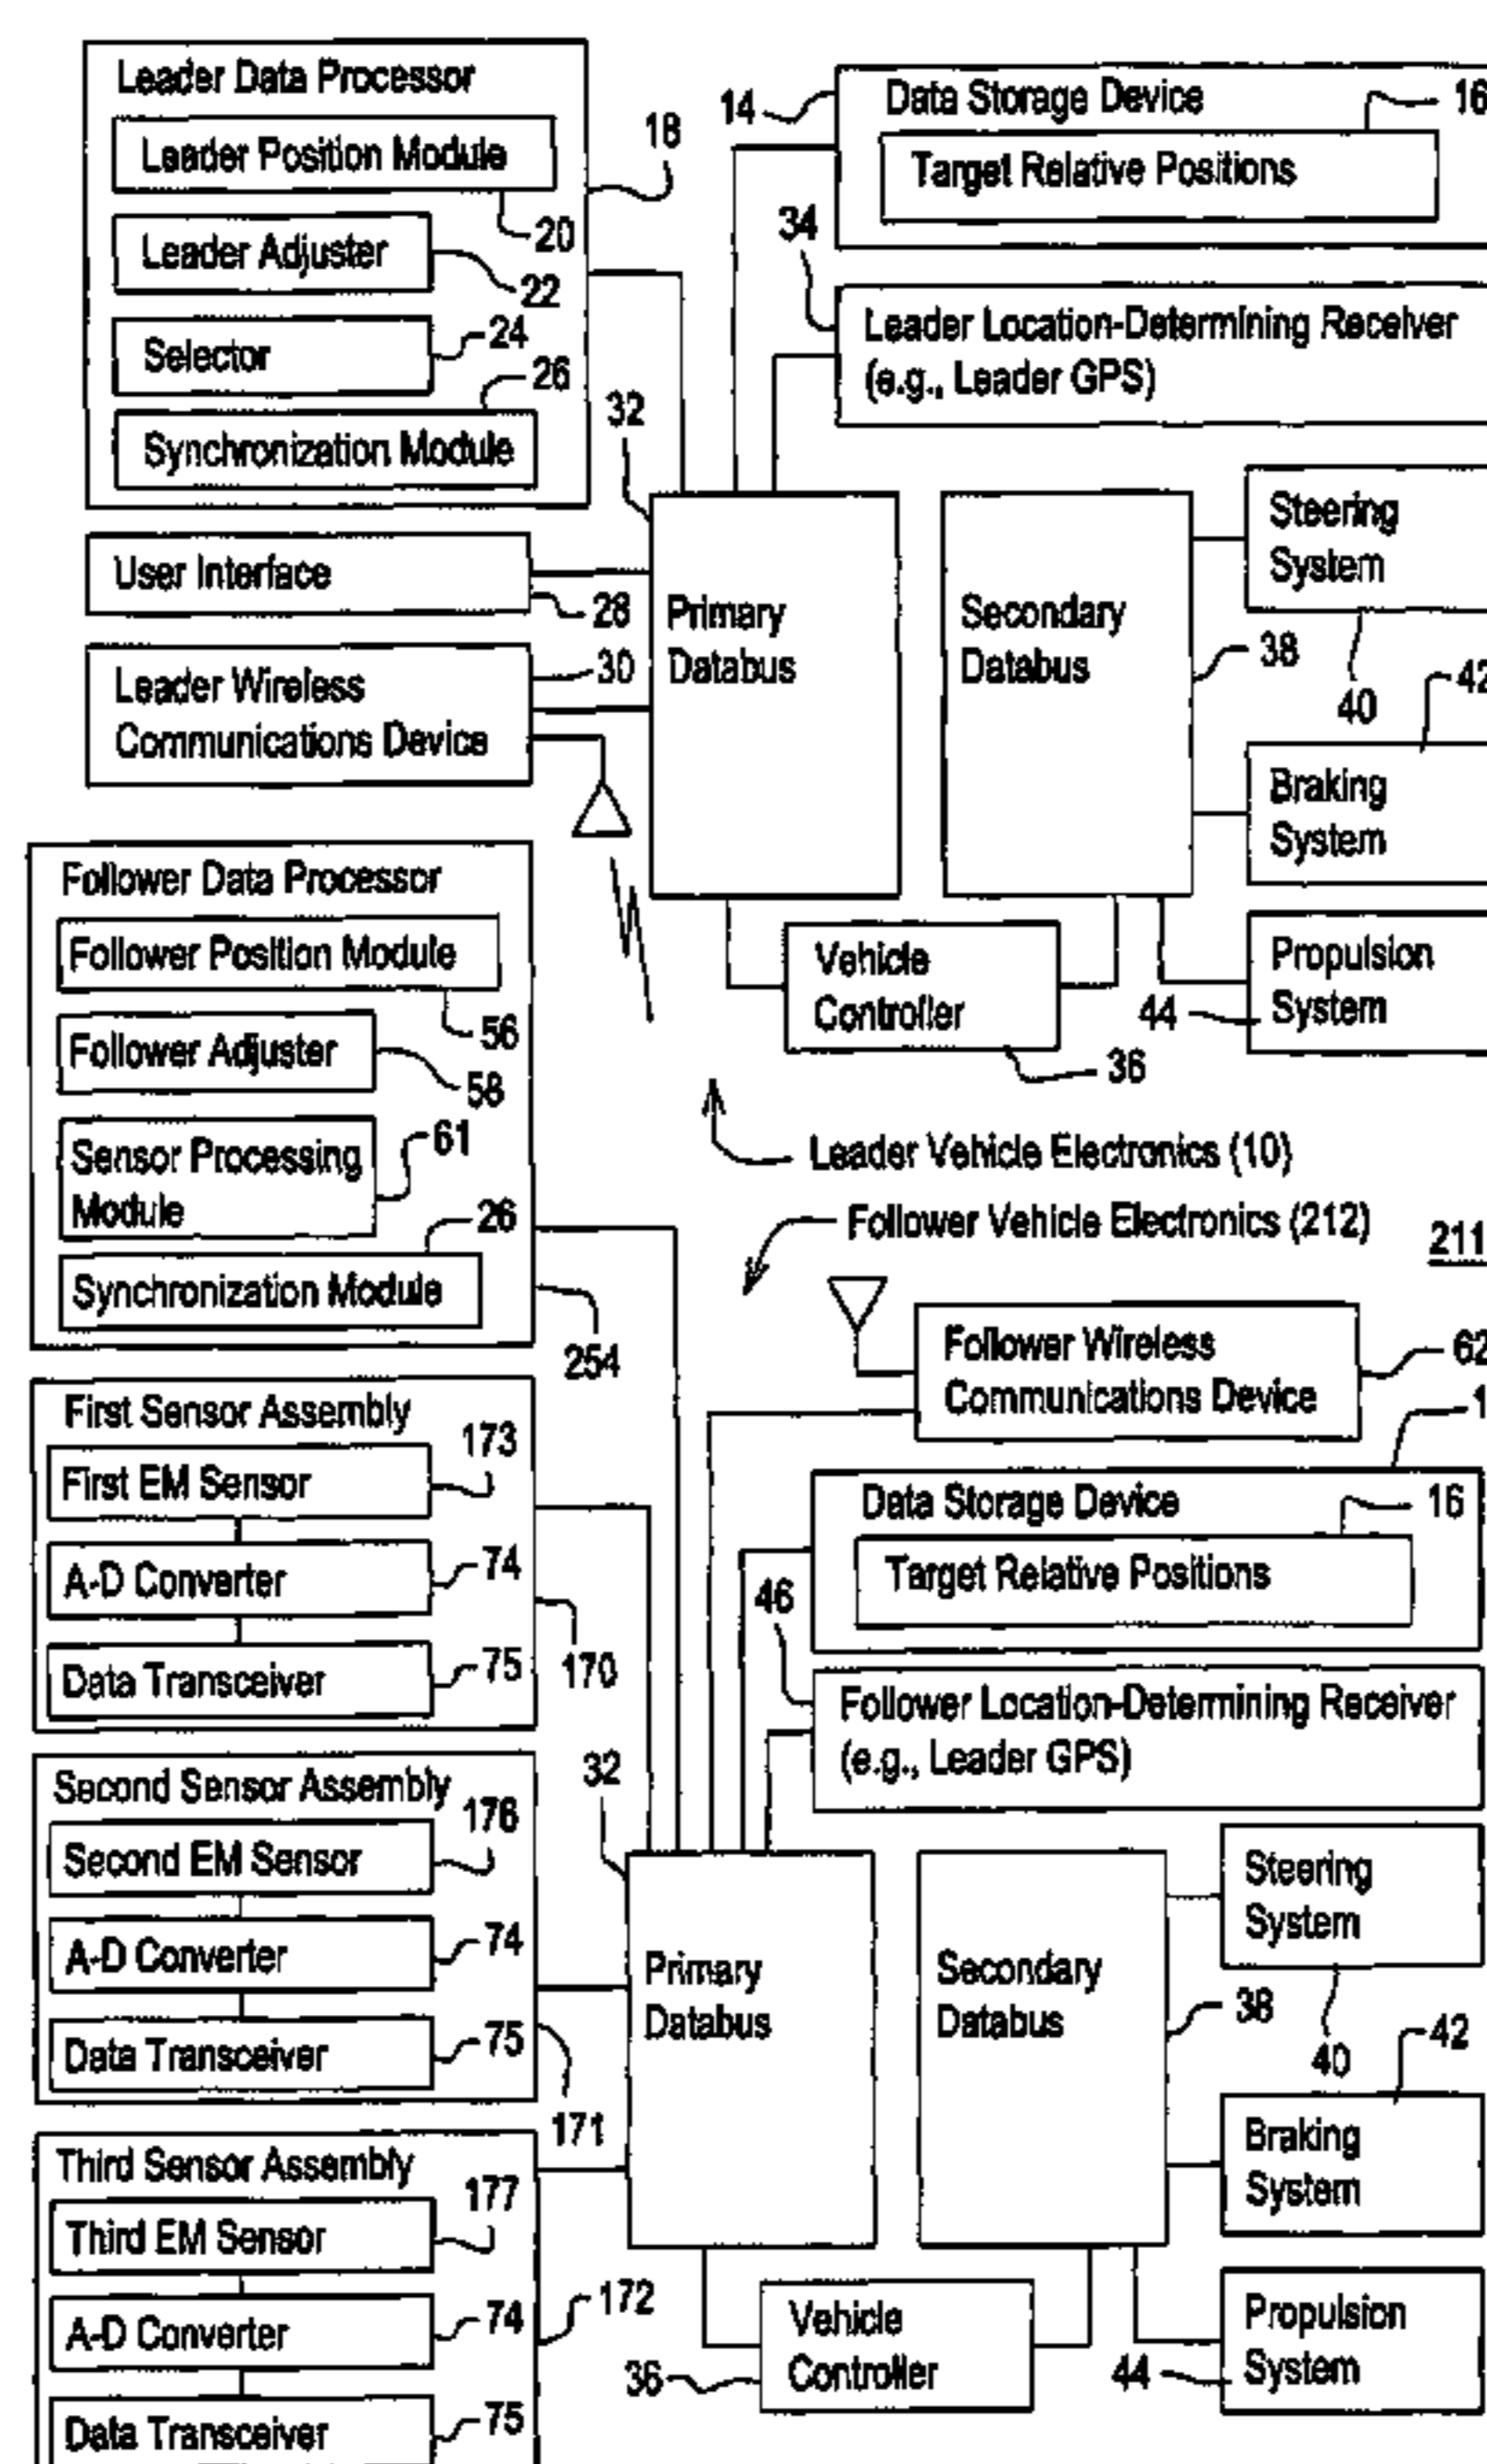 Leader Data Processor
Leader Position Module
20
Leader Adjuster
22
Selector
24
26
Synchronization Module
18
14
Data Storage Device
16
Target Relative Positions
34
Leader Location-Determining Receiver
(e.g., Leader GPS)
32
User Interface
28
Leader Wireless
Communications Device
30
Primary
Databus
Secondary
Databus
38
Steering
System
40
42
Braking
System
Propulsion
System
44
Vehicle
Controller
36
Leader Vehicle Electronics (10)
Follower Vehicle Electronics (212)
211
Follower Data Processor
Follower Position Module
56
Follower Adjuster
58
Sensor Processing
Module
61
26
Synchronization Module
254
Follower Wireless
Communications Device
62
First Sensor Assembly
First EM Sensor
173
A-D Converter
74
Data Transceiver
75
170
Data Storage Device
16
Target Relative Positions
46
Follower Location-Determining Receiver
(e.g., Leader GPS)
Second Sensor Assembly
Second EM Sensor
176
A-D Converter
74
Data Transceiver
75
171
32
Primary
Databus
Secondary
Databus
38
Steering
System
40
42
Braking
System
Third Sensor Assembly
Third EM Sensor
177
A-D Converter
74
Data Transceiver
75
172
Vehicle
Controller
36
Propulsion
System
44